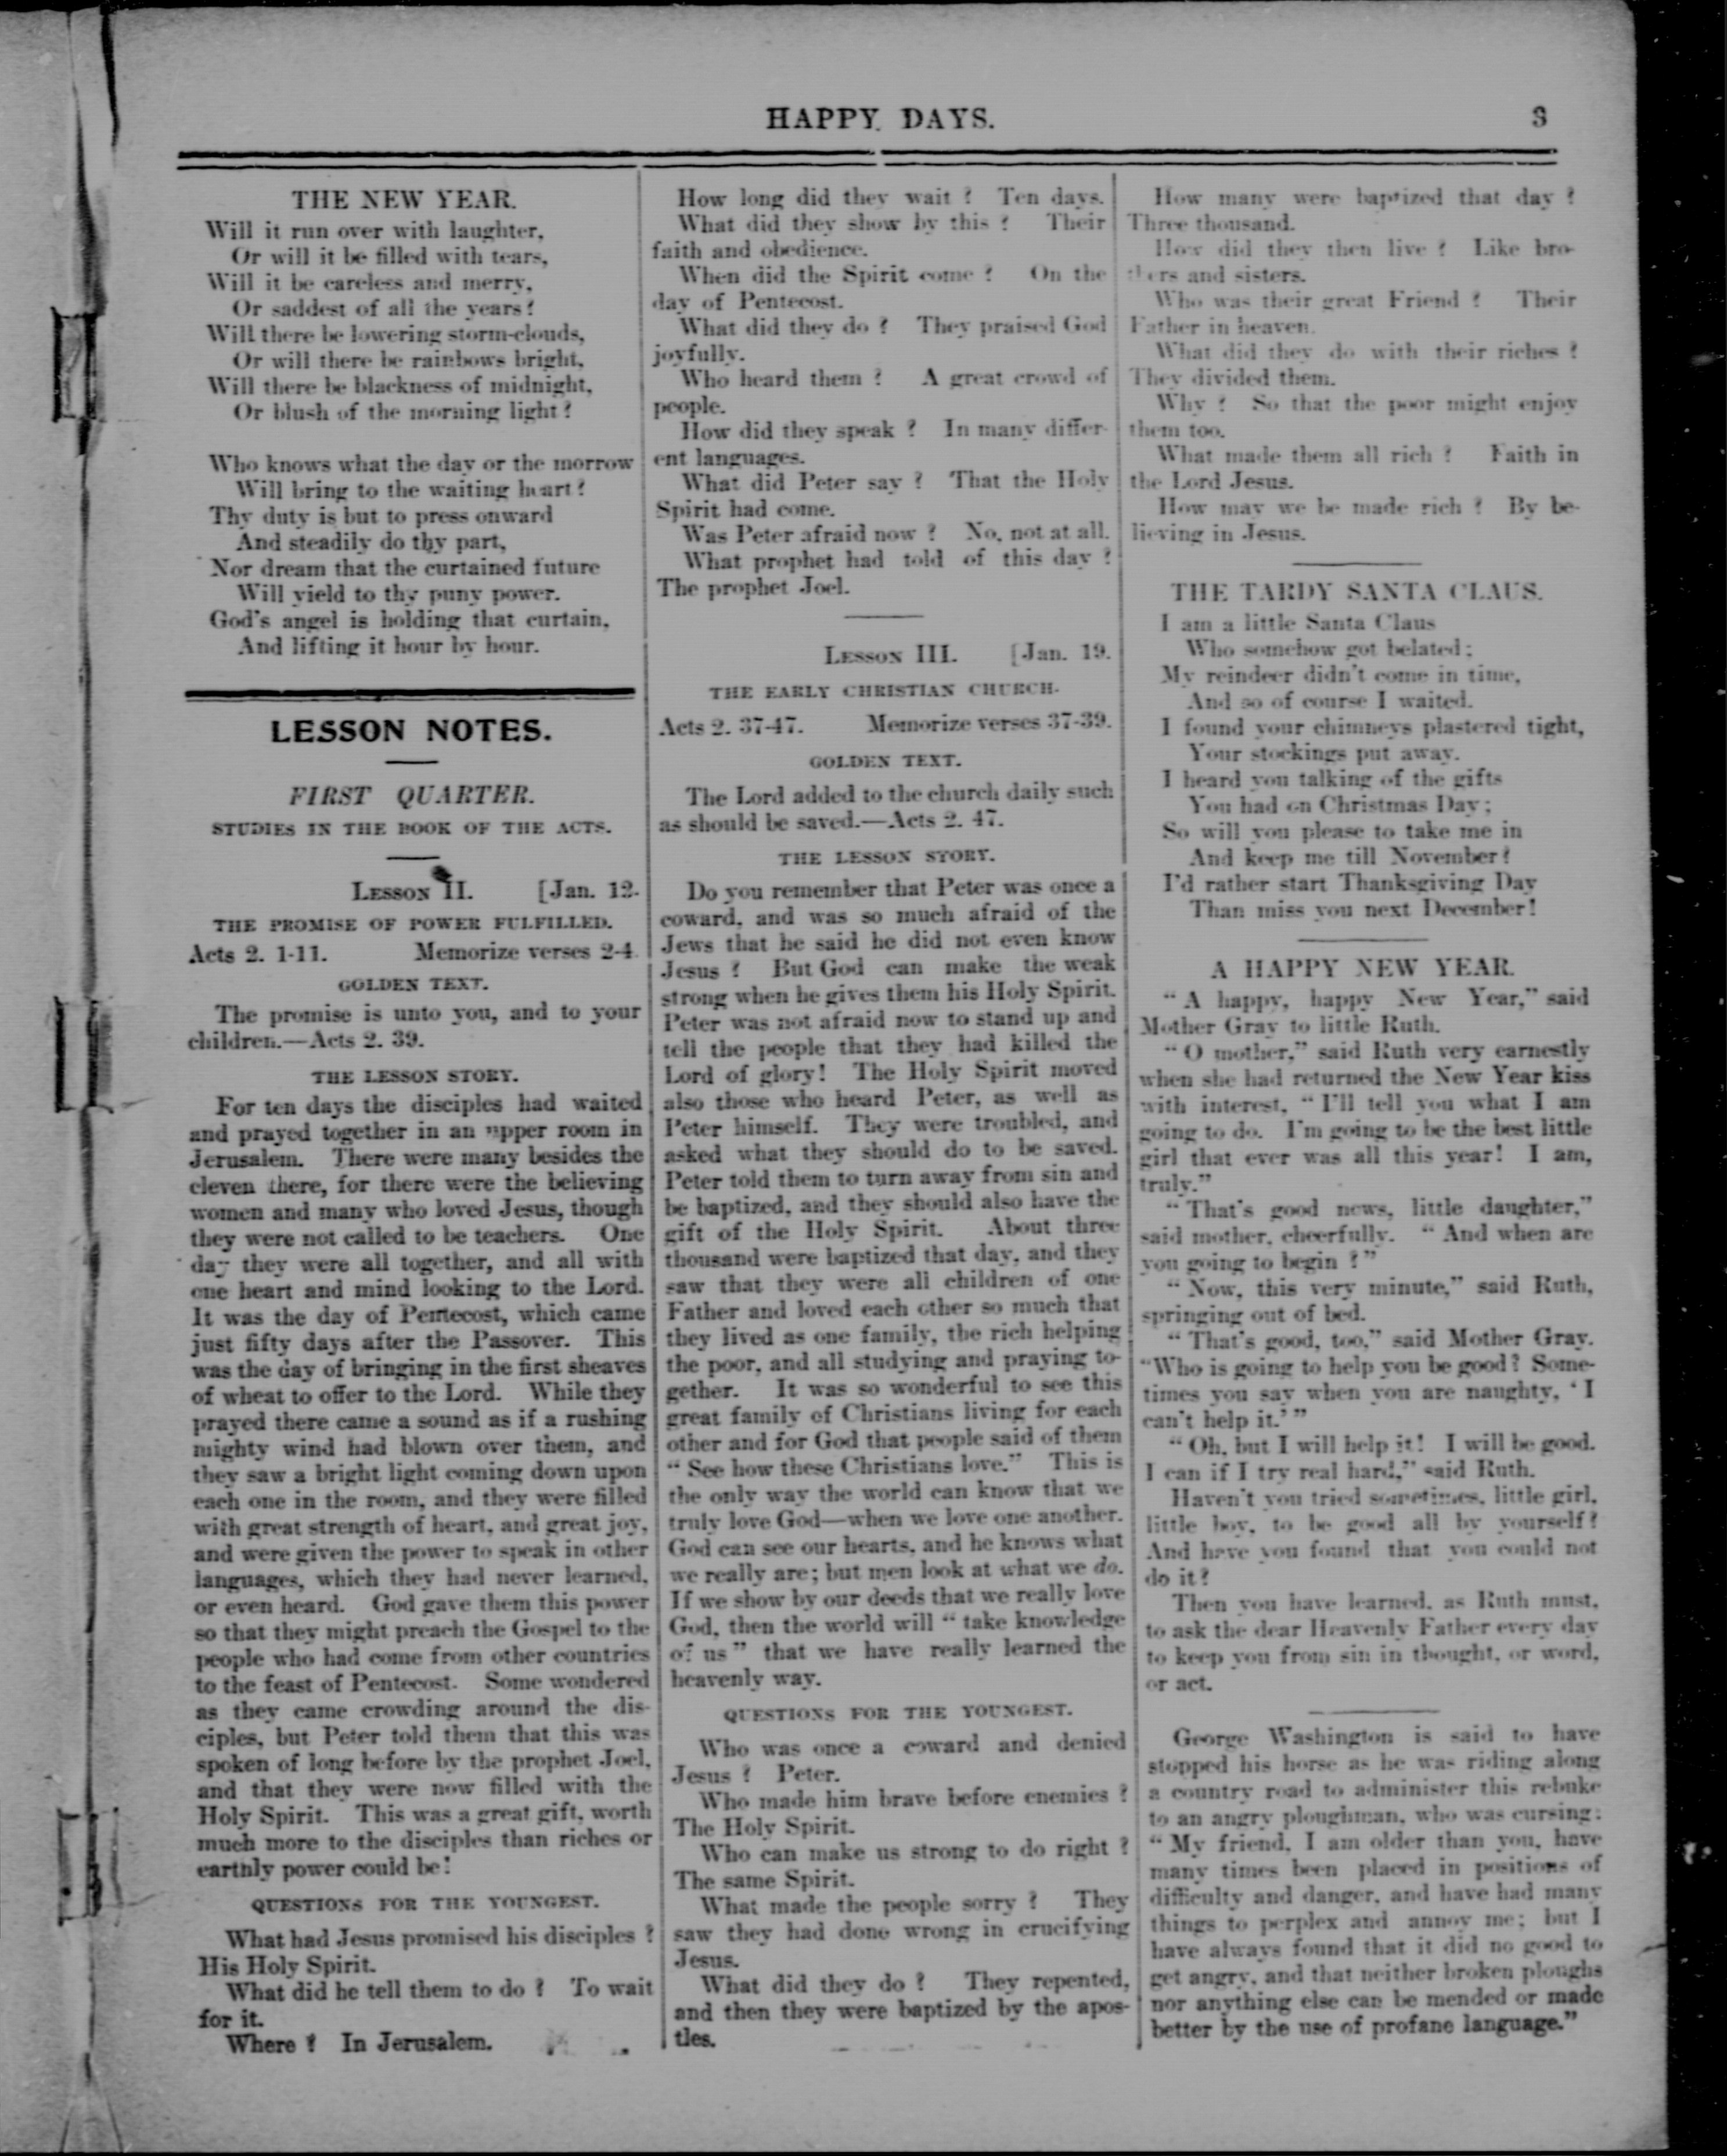 HAPPY DAYS.
3
THE NEW YEAR.
Will it run over with laughter,
Or will it be filled with tears,
Will it be careless and merry,
Or saddest of all the years?
Will there be lowering storm-clouds,
Or will there be rainbows bright,
Will there be blackness of midnight,
Or blush of the morning light?
Who knows what the day or the morrow
Will bring to the waiting heart?
Thy duty is but to press onward
And steadily do thy part,
Nor dream that the curtained future
Will yield to thy puny power.
God's angel is holding that curtain,
And lifting it hour by hour.
LESSON NOTES.
FIRST QUARTER.
STUDIES IN THE BOOK OF THE ACTS.
LESSON II. [Jan. 12.
THE PROMISE OF POWER FULFILLED.
Acts 2. 1-11. Memorize verses 2-4.
GOLDEN TEXT.
The promise is unto you, and to your
children.—Acts 2. 39.
THE LESSON STORY.
For ten days the disciples had waited
and prayed together in an upper room in
Jerusalem. There were many besides the
eleven there, for there were the believing
women and many who loved Jesus, though
they were not called to be teachers. One
day they were all together, and all with
one heart and mind looking to the Lord.
It was the day of Pentecost, which came
just fifty days after the Passover. This
was the day of bringing in the first sheaves
of wheat to offer to the Lord. While they
prayed there came a sound as if a rushing
mighty wind had blown over them, and
they saw a bright light coming down upon
each one in the room, and they were filled
with great strength of heart, and great joy,
and were given the power to speak in other
languages, which they had never learned,
or even heard. God gave them this power
so that they might preach the Gospel to the
people who had come from other countries
to the feast of Pentecost. Some wondered
as they came crowding around the dis-
ciples, but Peter told them that this was
spoken of long before by the prophet Joel,
and that they were now filled with the
Holy Spirit. This was a great gift, worth
much more to the disciples than riches or
earthly power could be!
QUESTIONS FOR THE YOUNGEST.
What had Jesus promised his disciples?
His Holy Spirit.
What did he tell them to do? To wait
for it.
Where? In Jerusalem.
How long did they wait? Ten days.
What did they show by this? Their
faith and obedience.
When did the Spirit come? On the
day of Pentecost.
What did they do? They praised God
joyfully.
Who heard them? A great crowd of
people.
How did they speak? In many differ-
ent languages.
What did Peter say? That the Holy
Spirit had come.
Was Peter afraid now? No, not at all.
What prophet had told of this day?
The prophet Joel.
LESSON III. [Jan. 19.
THE EARLY CHRISTIAN CHURCH.
Acts 2. 37-47. Memorize verses 37-39.
GOLDEN TEXT.
The Lord added to the church daily such
as should be saved.—Acts 2. 47.
THE LESSON STORY.
Do you remember that Peter was once a
coward, and was so much afraid of the
Jews that he said he did not even know
Jesus? But God can make the weak
strong when he gives them his Holy Spirit.
Peter was not afraid now to stand up and
tell the people that they had killed the
Lord of glory! The Holy Spirit moved
also those who heard Peter, as well as
Peter himself. They were troubled, and
asked what they should do to be saved.
Peter told them to turn away from sin and
be baptized, and they should also have the
gift of the Holy Spirit. About three
thousand were baptized that day, and they
saw that they were all children of one
Father and loved each other so much that
they lived as one family, the rich helping
the poor, and all studying and praying to-
gether. It was so wonderful to see this
great family of Christians living for each
other and for God that people said of them
"See how these Christians love." This is
the only way the world can know that we
truly love God—when we love one another.
God can see our hearts, and he knows what
we really are; but men look at what we do.
If we show by our deeds that we really love
God, then the world will "take knowledge
of us" that we have really learned the
heavenly way.
QUESTIONS FOR THE YOUNGEST.
Who was once a coward and denied
Jesus? Peter.
Who made him brave before enemies?
The Holy Spirit.
Who can make us strong to do right?
The same Spirit.
What made the people sorry? They
saw they had done wrong in crucifying
Jesus.
What did they do? They repented,
and then they were baptized by the apos-
tles.
How many were baptized that day?
Three thousand.
How did they then live? Like bro-
thers and sisters.
Who was their great Friend? Their
Father in heaven.
What did they do with their riches?
They divided them.
Why? So that the poor might enjoy
them too.
What made them all rich? Faith in
the Lord Jesus.
How may we be made rich? By be-
lieving in Jesus.
THE TARDY SANTA CLAUS.
I am a little Santa Claus
Who somehow got belated;
My reindeer didn't come in time,
And so of course I waited.
I found your chimneys plastered tight,
Your stockings put away.
I heard you talking of the gifts
You had on Christmas Day;
So will you please to take me in
And keep me till November?
I'd rather start Thanksgiving Day
Than miss you next December!
A HAPPY NEW YEAR.
"A happy, happy New Year," said
Mother Gray to little Ruth.
"O mother," said Ruth very earnestly
when she had returned the New Year kiss
with interest, "I'll tell you what I am
going to do. I'm going to be the best little
girl that ever was all this year! I am,
truly."
"That's good news, little daughter,"
said mother, cheerfully. "And when are
you going to begin?"
"Now, this very minute," said Ruth,
springing out of bed.
"That's good, too," said Mother Gray.
"Who is going to help you be good? Some-
times you say when you are naughty, 'I
can't help it.'"
"Oh, but I will help it! I will be good.
I can if I try real hard," said Ruth.
Haven't you tried sometimes, little girl,
little boy, to be good all by yourself?
And have you found that you could not
do it?
Then you have learned, as Ruth must,
to ask the dear Heavenly Father every day
to keep you from sin in thought, or word,
or act.
George Washington is said to have
stopped his horse as he was riding along
a country road to administer this rebuke
to an angry ploughman, who was cursing:
"My friend, I am older than you, have
many times been placed in positions of
difficulty and danger, and have had many
things to perplex and annoy me; but I
have always found that it did no good to
get angry, and that neither broken ploughs
nor anything else can be mended or made
better by the use of profane language."